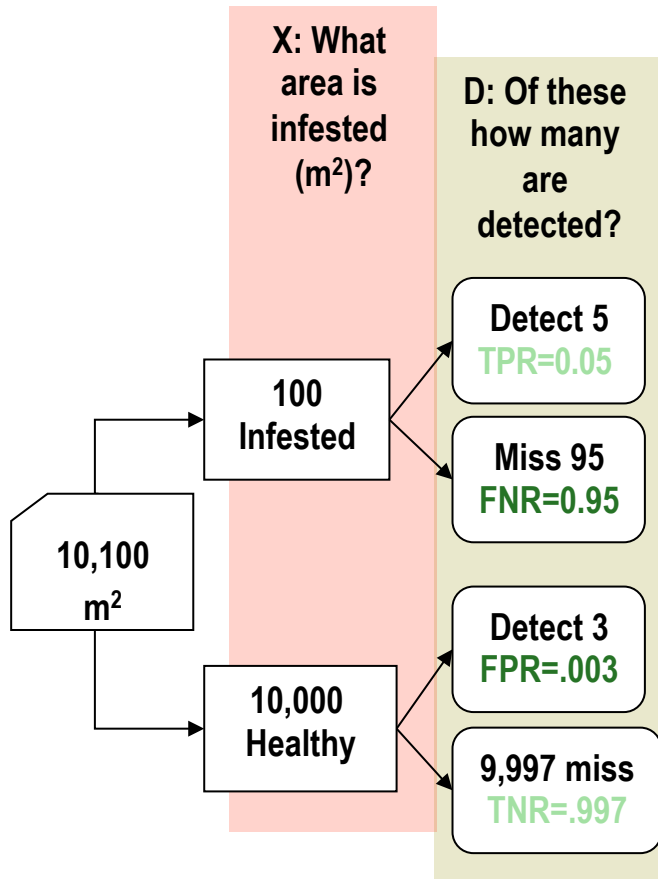 X: What
area is
infested
(m²)?
D: Of these
how many
are
detected?
Detect 5
TPR=0.05
100
Infested
Miss 95
FNR=0.95
10,100
m²
Detect 3
FPR=.003
10,000
Healthy
9,997 miss
TNR=.997